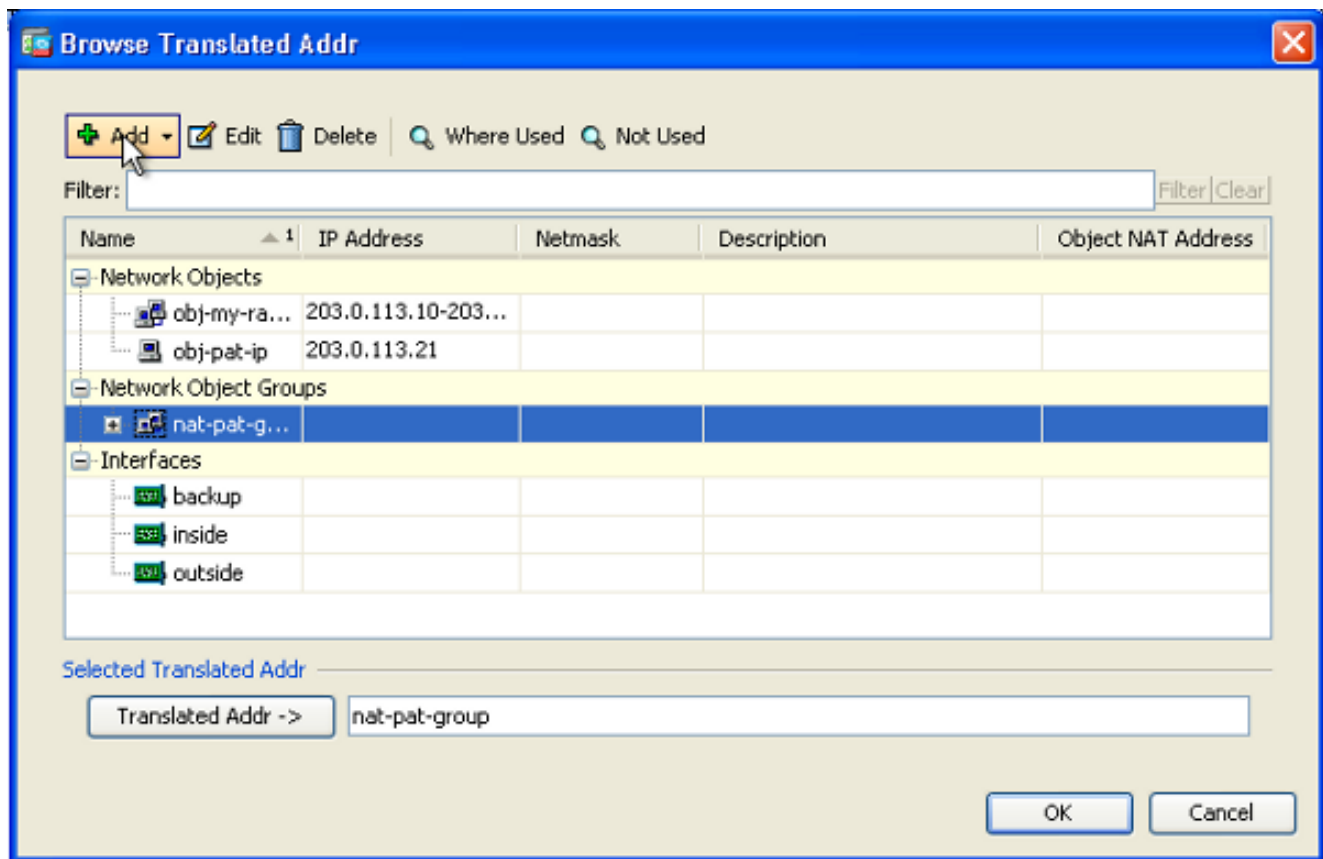 Browse Translated Addr
Add Edit Delete Where Used Not Used
Filter: Filter Clear
Name 1 IP Address Netmask Description Object NAT Address
Network Objects
obj-my-ra... 203.0.113.10-203...
obj-pat-ip 203.0.113.21
Network Object Groups
nat-pat-g...
Interfaces
backup
inside
outside
Selected Translated Addr
Translated Addr -> nat-pat-group
OK Cancel